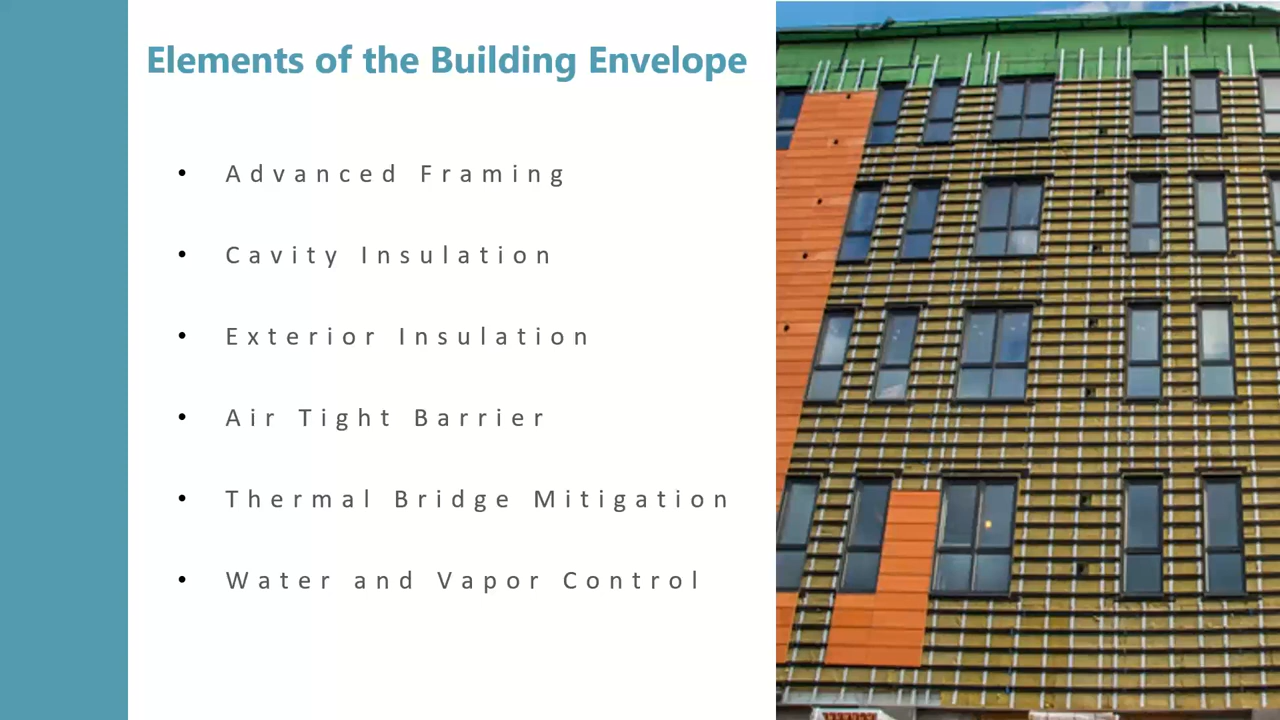 Elements of the Building Envelope
• Advanced Framing
• Cavity Insulation
• Exterior Insulation
• Air Tight Barrier
• Thermal Bridge Mitigation
• Water and Vapor Control